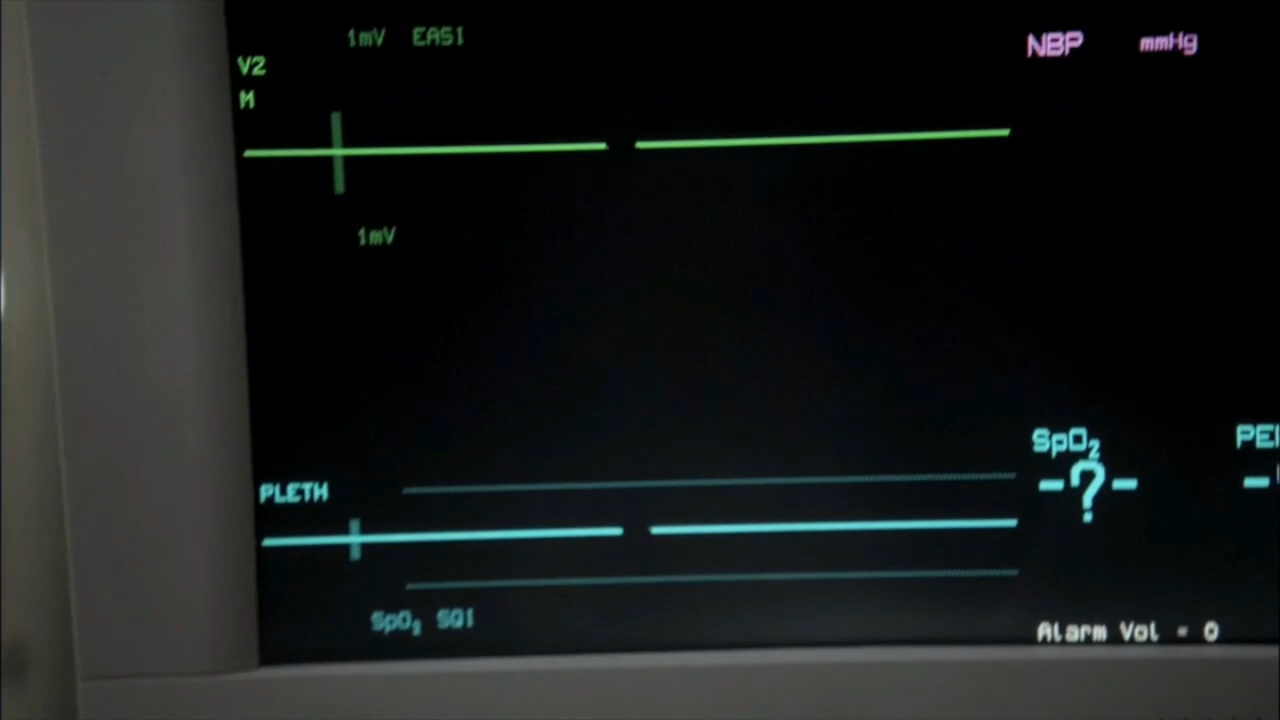 1mV EASI
NBP mmHg
V2
M
1mV
SpO₂
-?-
PLETH
SpO₂ SQI
Alarm Vol = 0